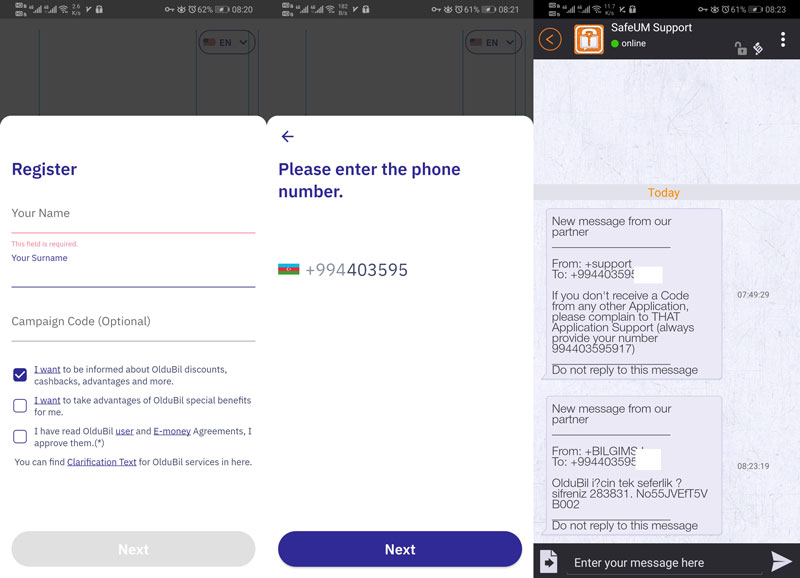 2.6 K/s 62% 08:20
EN
Register
Your Name
This field is required.
Your Surname
Campaign Code (Optional)
I want to be informed about OlduBil discounts,
cashbacks, advantages and more.
I want to take advantages of OlduBil special benefits
for me.
I have read OlduBil user and E-money Agreements, I
approve them.(*)
You can find Clarification Text for OlduBil services in here.
Next
182 B/s 61% 08:21
EN
Please enter the phone
number.
+994403595
Next
11.7 K/s 61% 08:23
SafeUM Support
online
Today
New message from our
partner
From: +support
To: +99440359
If you don't receive a Code
from any other Application,
please complain to THAT
Application Support (always
provide your number
994403595917)
Do not reply to this message
07:49:29
New message from our
partner
From: +BILGIMS
To: +99440359
OlduBil i?cin tek seferlik ?
sifreniz 283831. No55JVEfT5V
B002
Do not reply to this message
08:23:19
Enter your message here